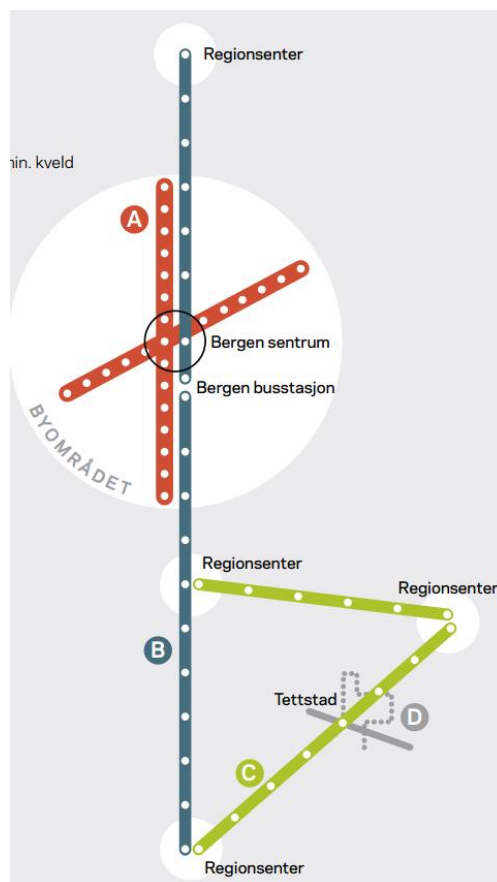 Regionsenter
min. kveld
A
Bergen sentrum
Bergen busstasjon
BYOMRÅDET
Regionsenter
Regionsenter
B
Tettstad
D
C
Regionsenter